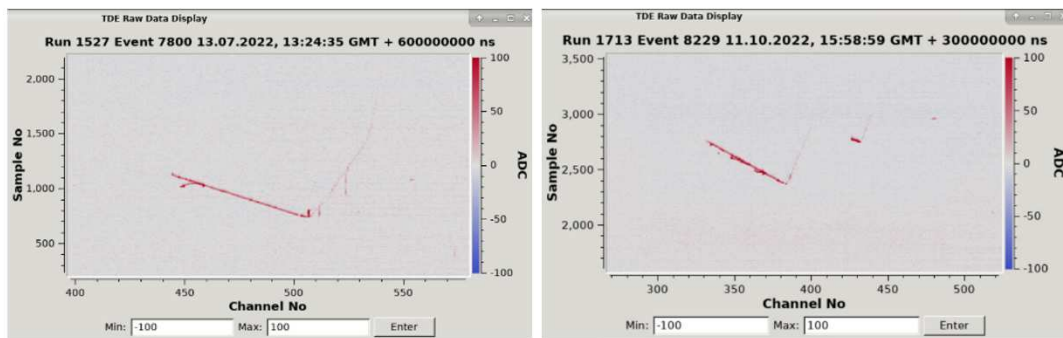 TDE Raw Data Display
Run 1527 Event 7800 13.07.2022, 13:24:35 GMT + 600000000 ns
Sample No
2,000
1,500
1,000
500
400
450
500
550
Channel No
100
50
0
-50
-100
ADC
Min: -100 Max: 100 Enter
TDE Raw Data Display
Run 1713 Event 8229 11.10.2022, 15:58:59 GMT + 300000000 ns
Sample No
3,500
3,000
2,500
2,000
300
350
400
450
500
Channel No
100
50
0
-50
-100
ADC
Min: -100 Max: 100 Enter